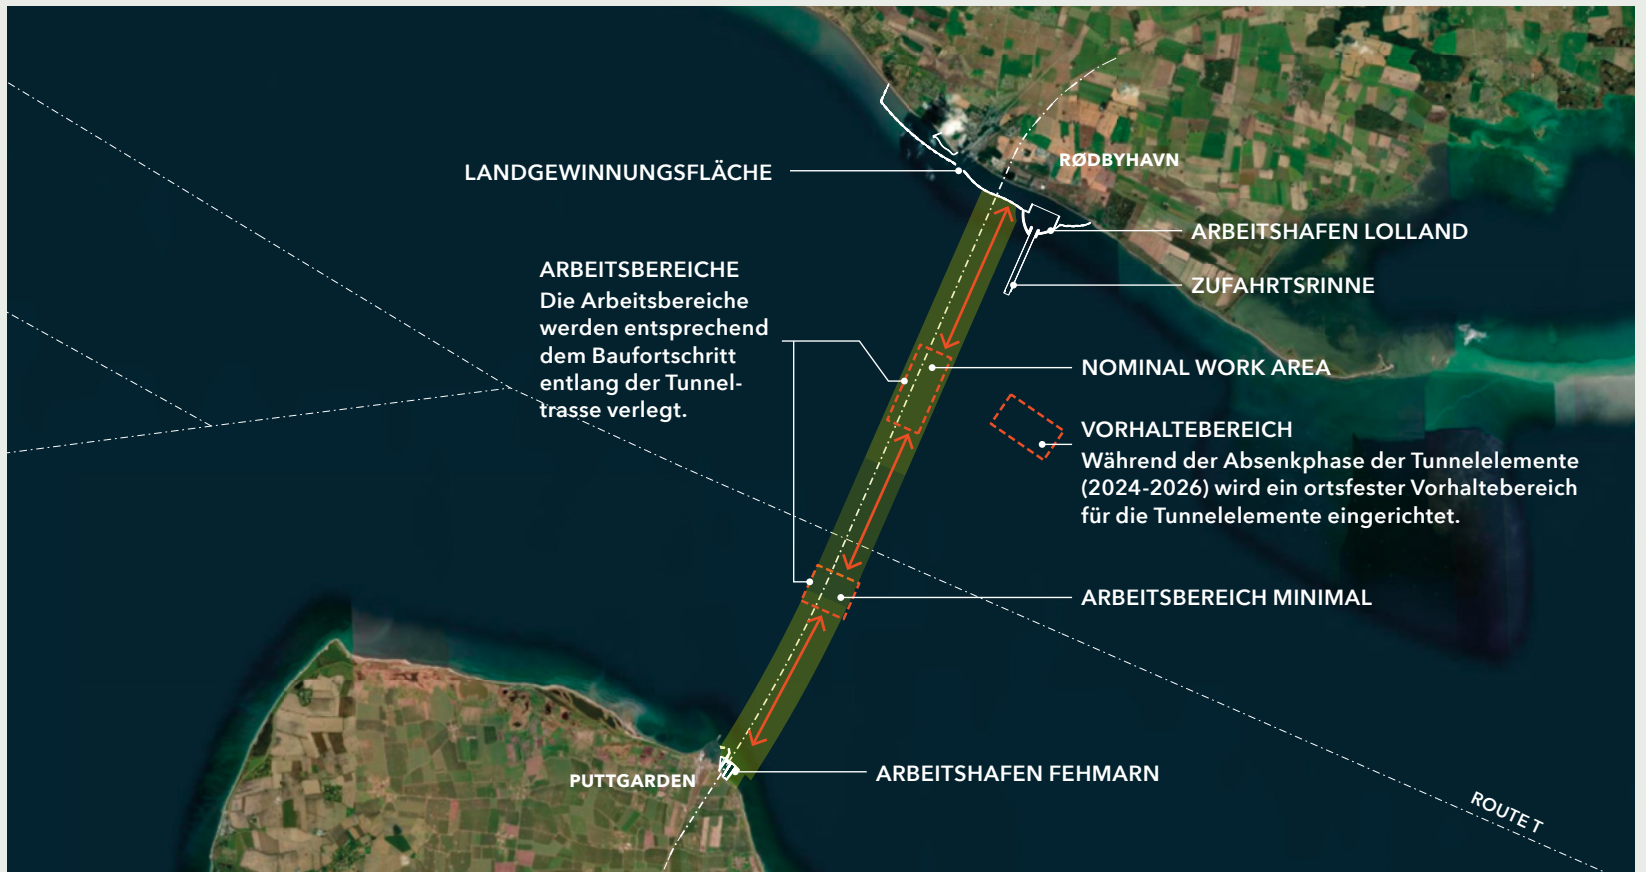 LANDGEWINNUNGSFLÄCHE
RØDBYHAVN
ARBEITSHAFEN LOLLAND
ZUFAHRTSRINNE
ARBEITSBEREICHE
Die Arbeitsbereiche
werden entsprechend
dem Baufortschritt
entlang der Tunnel-
trasse verlegt.
NOMINAL WORK AREA
VORHALTEBEREICH
Während der Absenkphase der Tunnelelemente
(2024-2026) wird ein ortsfester Vorhaltebereich
für die Tunnelelemente eingerichtet.
ARBEITSBEREICH MINIMAL
PUTTGARDEN
ARBEITSHAFEN FEHMARN
ROUTE T